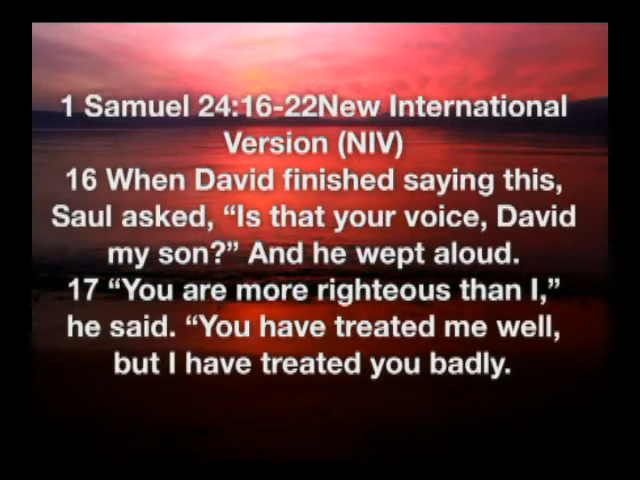 1 Samuel 24:16-22New International
Version (NIV)
16 When David finished saying this,
Saul asked, “Is that your voice, David
my son?” And he wept aloud.
17 “You are more righteous than I,”
he said. “You have treated me well,
but I have treated you badly.